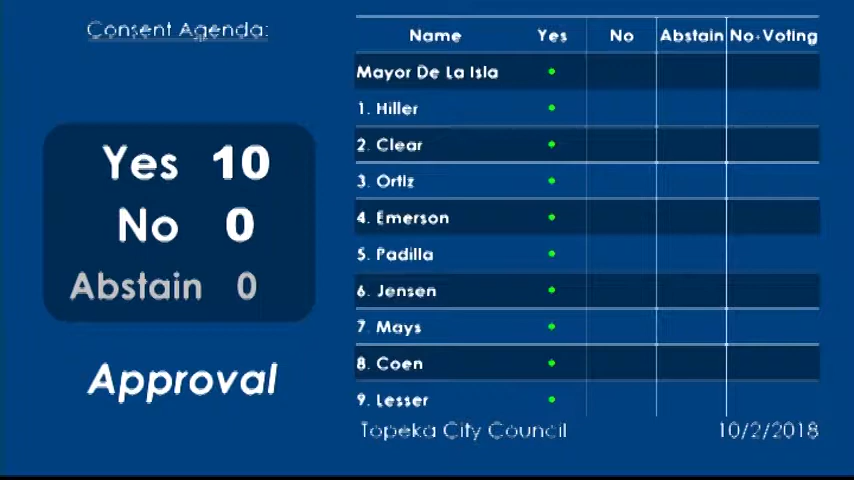 Consent Agenda:
Name Yes No Abstain No-Voting
Mayor De La Isla
1. Hiller
2. Clear
3. Ortiz
4. Emerson
5. Padilla
6. Jensen
7. Mays
8. Coen
9. Lesser
Yes 10
No 0
Abstain 0
Approval
Topeka City Council 10/2/2018